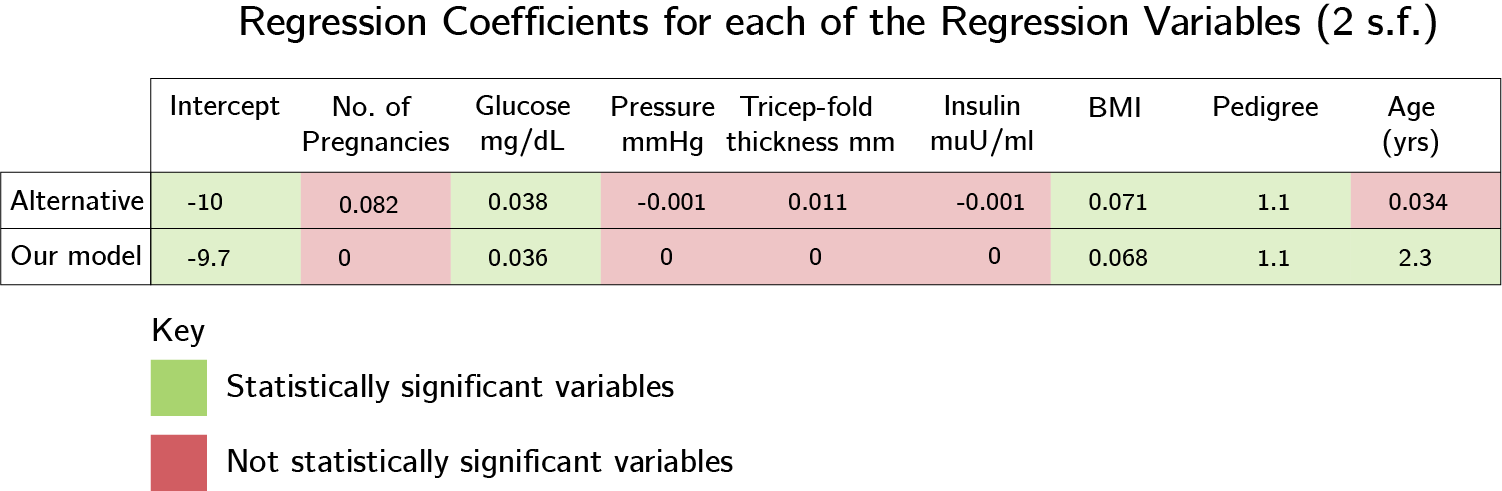 Regression Coefficients for each of the Regression Variables (2 s.f.)
Intercept No. of Pregnancies Glucose mg/dL Pressure mmHg Tricep-fold thickness mm Insulin muU/ml BMI Pedigree Age (yrs)
Alternative -10 0.082 0.038 -0.001 0.011 -0.001 0.071 1.1 0.034
Our model -9.7 0 0.036 0 0 0 0.068 1.1 2.3
Key
Statistically significant variables
Not statistically significant variables